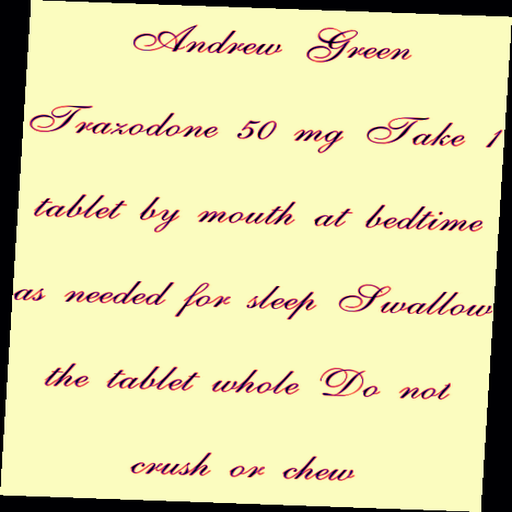 Andrew Green
Trazodone 50 mg Take 1
tablet by mouth at bedtime
as needed for sleep Swallow
the tablet whole Do not
crush or chew